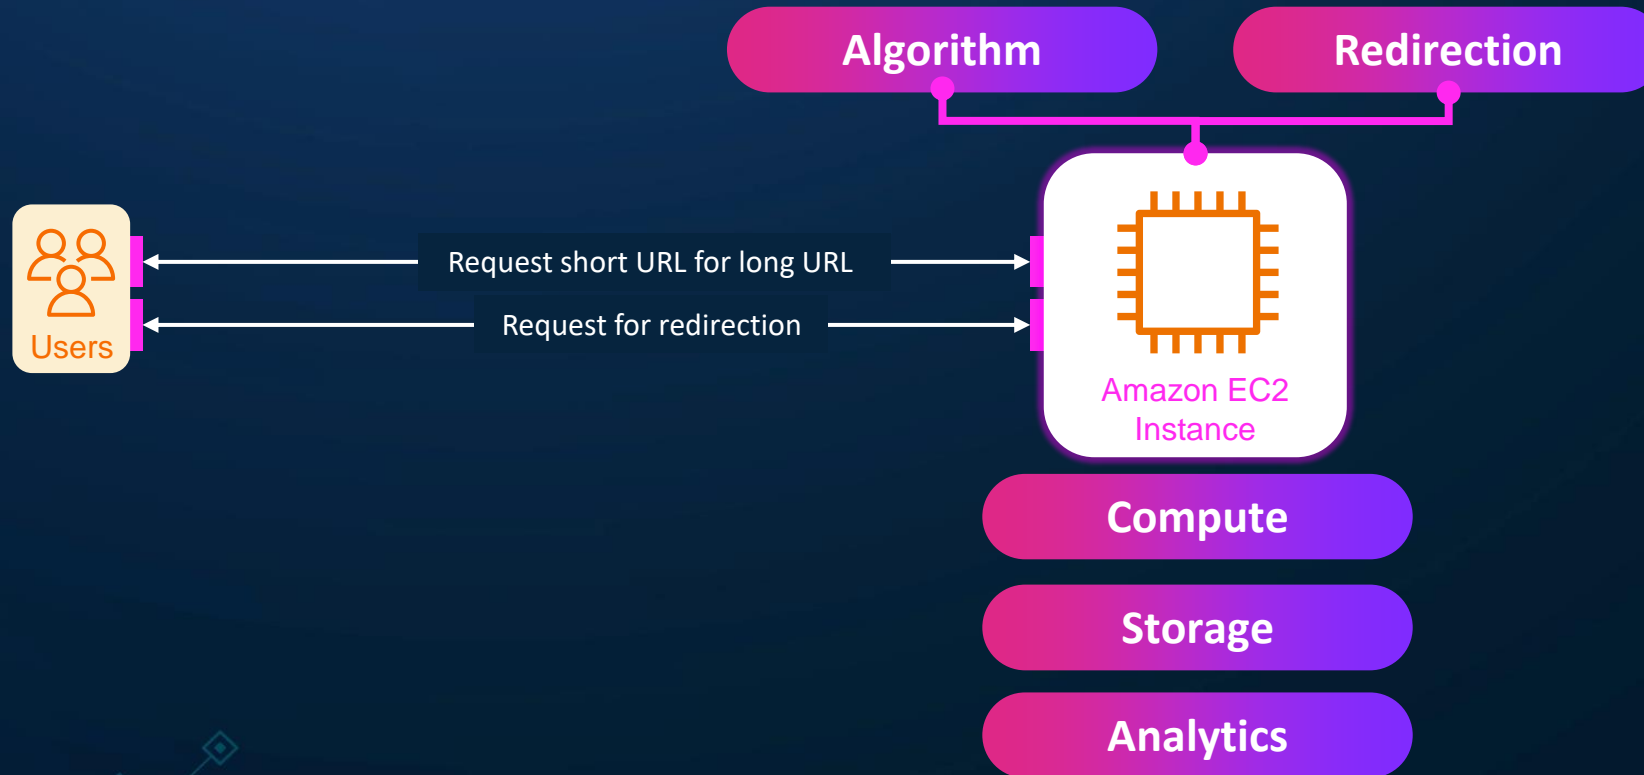 Algorithm
Redirection
Request short URL for long URL
Request for redirection
Users
Amazon EC2
Instance
Compute
Storage
Analytics